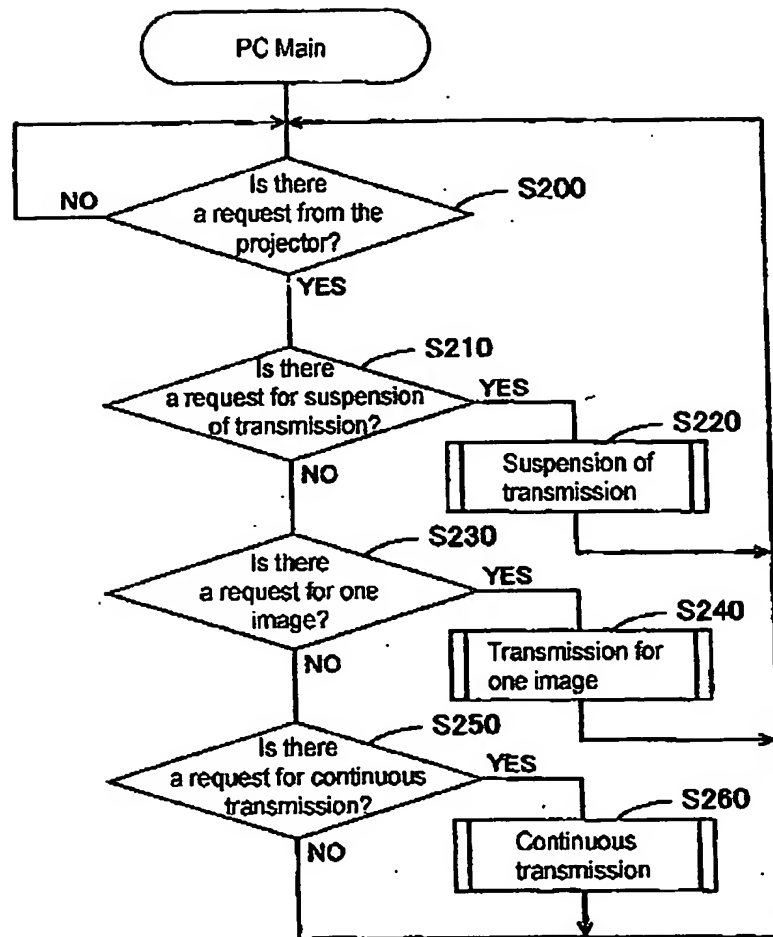 PC Main
Is there
a request from the
projector?
S200
NO
YES
Is there
a request for suspension
of transmission?
S210
YES
S220
Suspension of
transmission
NO
Is there
a request for one
image?
S230
YES
S240
Transmission for
one image
NO
Is there
a request for continuous
transmission?
S250
YES
S260
Continuous
transmission
NO